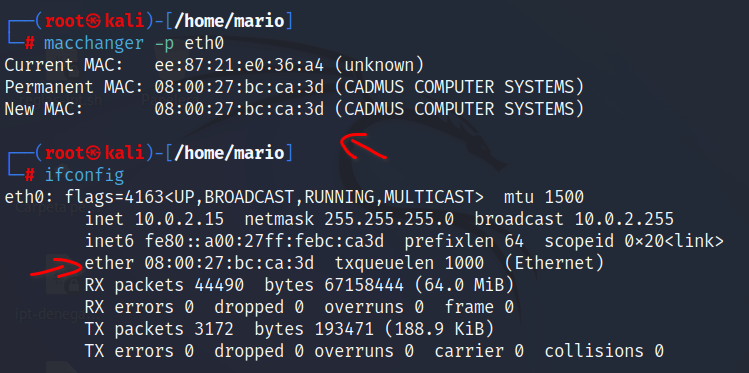 ┌──(root㉿kali)-[/home/mario]
└─# macchanger -p eth0
Current MAC:   ee:87:21:e0:36:a4 (unknown)
Permanent MAC: 08:00:27:bc:ca:3d (CADMUS COMPUTER SYSTEMS)
New MAC:       08:00:27:bc:ca:3d (CADMUS COMPUTER SYSTEMS)
┌──(root㉿kali)-[/home/mario]
└─# ifconfig
eth0: flags=4163<UP,BROADCAST,RUNNING,MULTICAST>  mtu 1500
        inet 10.0.2.15  netmask 255.255.255.0  broadcast 10.0.2.255
        inet6 fe80::a00:27ff:febc:ca3d  prefixlen 64  scopeid 0×20<link>
        ether 08:00:27:bc:ca:3d  txqueuelen 1000  (Ethernet)
        RX packets 44490  bytes 67158444 (64.0 MiB)
        RX errors 0  dropped 0  overruns 0  frame 0
        TX packets 3172  bytes 193471 (188.9 KiB)
        TX errors 0  dropped 0 overruns 0  carrier 0  collisions 0